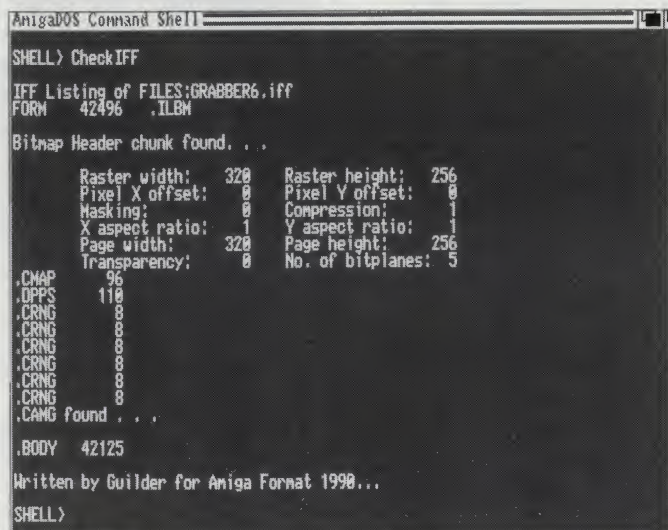 AmigaDOS Command Shell
SHELL> CheckIFF
IFF Listing of FILES:GRABBER6.iff
FORM 42496 .ILBM
Bitmap Header chunk found. . .
Raster width: 320 Raster height: 256
Pixel X offset: 0 Pixel Y offset: 0
Masking: 0 Compression: 1
X aspect ratio: 1 Y aspect ratio: 1
Page width: 320 Page height: 256
Transparency: 0 No. of bitplanes: 5
.CMAP 96
.DPPS 110
.CRNG 8
.CRNG 8
.CRNG 8
.CRNG 8
.CRNG 8
.CRNG 8
.CAMG found . . .
.BODY 42125
Written by Guilder for Amiga Format 1990...
SHELL>